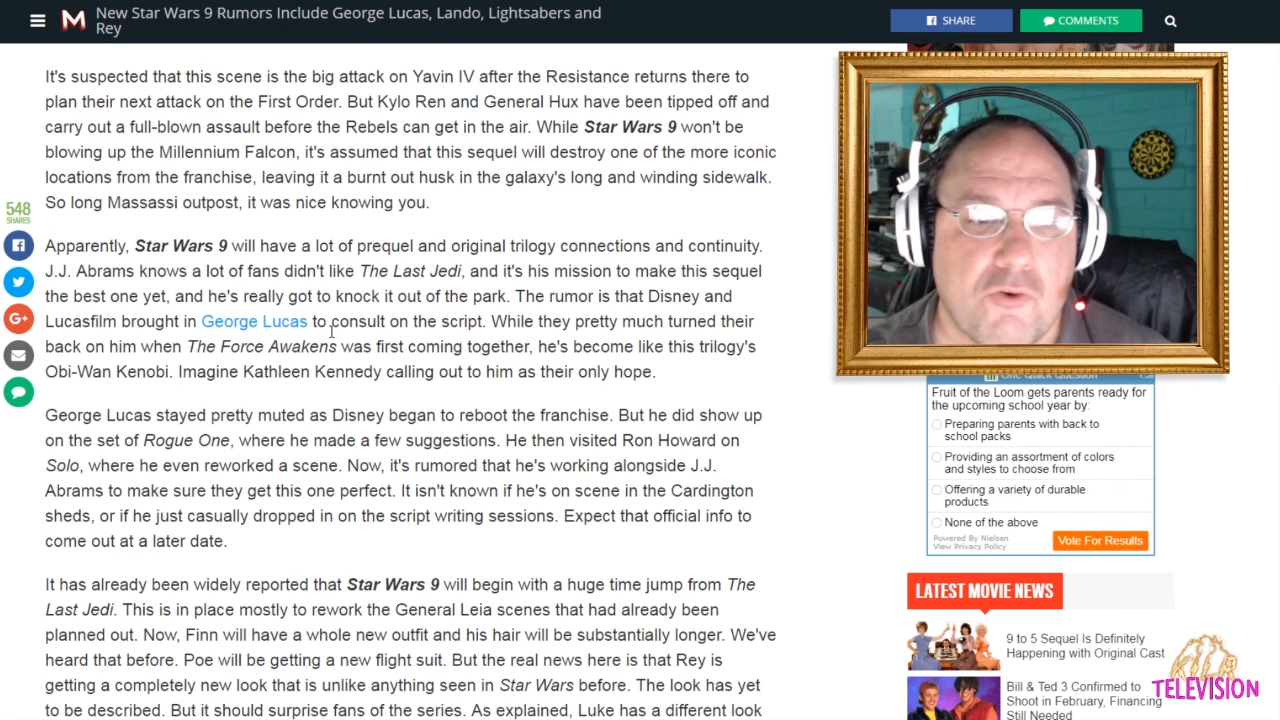 New Star Wars 9 Rumors Include George Lucas, Lando, Lightsabers and
Rey
SHARE
COMMENTS
It's suspected that this scene is the big attack on Yavin IV after the Resistance returns there to
plan their next attack on the First Order. But Kylo Ren and General Hux have been tipped off and
carry out a full-blown assault before the Rebels can get in the air. While Star Wars 9 won't be
blowing up the Millennium Falcon, it's assumed that this sequel will destroy one of the more iconic
locations from the franchise, leaving it a burnt out husk in the galaxy's long and winding sidewalk.
So long Massassi outpost, it was nice knowing you.
548
SHARES
Apparently, Star Wars 9 will have a lot of prequel and original trilogy connections and continuity.
J.J. Abrams knows a lot of fans didn't like The Last Jedi, and it's his mission to make this sequel
the best one yet, and he's really got to knock it out of the park. The rumor is that Disney and
Lucasfilm brought in George Lucas to consult on the script. While they pretty much turned their
back on him when The Force Awakens was first coming together, he's become like this trilogy's
Obi-Wan Kenobi. Imagine Kathleen Kennedy calling out to him as their only hope.
George Lucas stayed pretty muted as Disney began to reboot the franchise. But he did show up
on the set of Rogue One, where he made a few suggestions. He then visited Ron Howard on
Solo, where he even reworked a scene. Now, it's rumored that he's working alongside J.J.
Abrams to make sure they get this one perfect. It isn't known if he's on scene in the Cardington
sheds, or if he just casually dropped in on the script writing sessions. Expect that official info to
come out at a later date.
It has already been widely reported that Star Wars 9 will begin with a huge time jump from The
Last Jedi. This is in place mostly to rework the General Leia scenes that had already been
planned out. Now, Finn will have a whole new outfit and his hair will be substantially longer. We've
heard that before. Poe will be getting a new flight suit. But the real news here is that Rey is
getting a completely new look that is unlike anything seen in Star Wars before. The look has yet
to be described. But it should surprise fans of the series. As explained, Luke has a different look
One Quick Question
Fruit of the Loom gets parents ready for
the upcoming school year by:
Preparing parents with back to
school packs
Providing an assortment of colors
and styles to choose from
Offering a variety of durable
products
None of the above
Powered By Nielsen
View Privacy Policy
Vote For Results
LATEST MOVIE NEWS
9 to 5 Sequel Is Definitely
Happening with Original Cast
Bill & Ted 3 Confirmed to
Shoot in February, Financing
Still Needed
TELEVISION